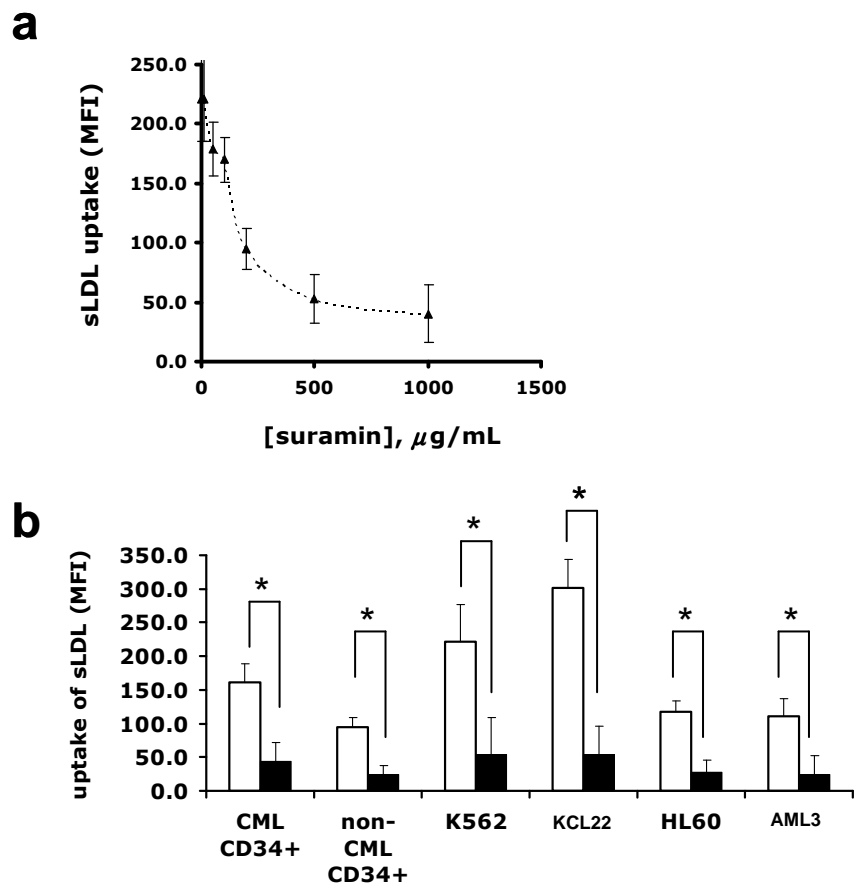 a
sLDL uptake (MFI)
250.0
200.0
150.0
100.0
50.0
0.0
0
500
1000
1500
[suramin], μg/mL
b
uptake of sLDL (MFI)
350.0
300.0
250.0
200.0
150.0
100.0
50.0
0.0
*
*
*
*
*
*
CML
CD34+
non-
CML
CD34+
K562
KCL22
HL60
AML3